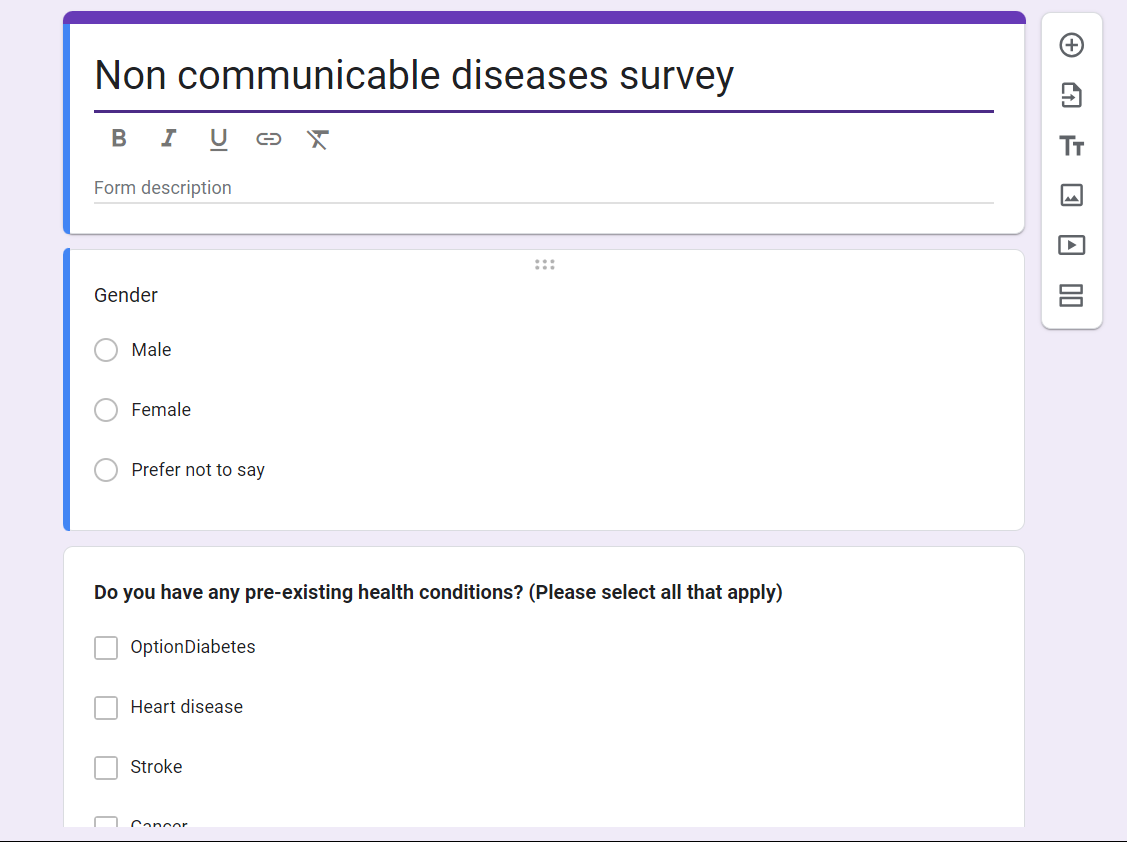 Non communicable diseases survey
B I U
Form description
Gender
Male
Female
Prefer not to say
Do you have any pre-existing health conditions? (Please select all that apply)
OptionDiabetes
Heart disease
Stroke
Cancer